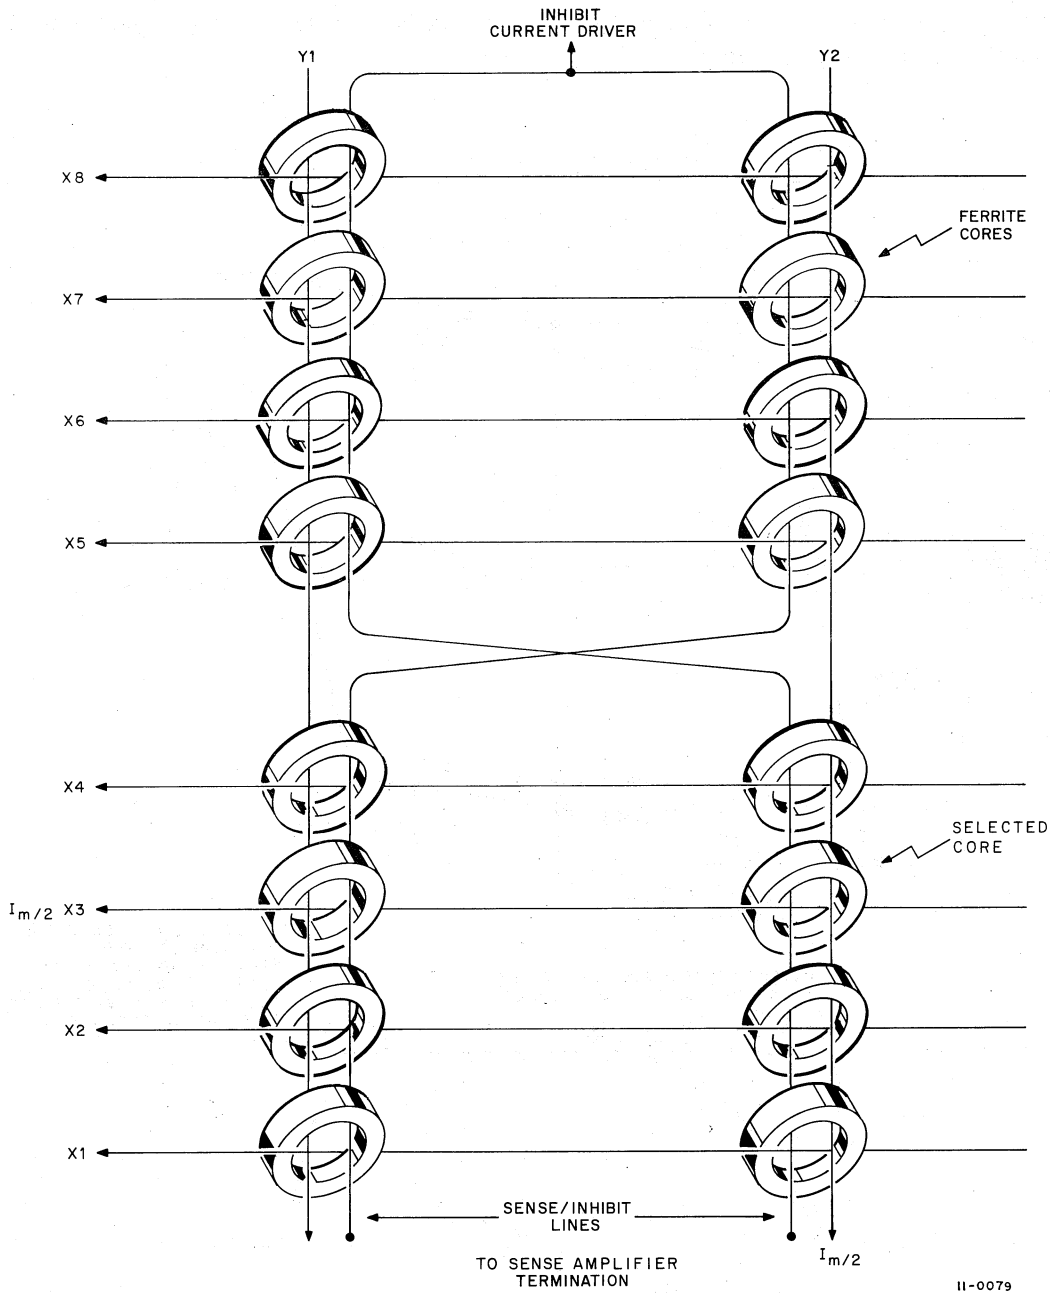 INHIBIT
CURRENT DRIVER
Y1
Y2
X8
FERRITE
CORES
X7
X6
X5
X4
SELECTED
CORE
Im/2 X3
X2
X1
SENSE/INHIBIT
LINES
Im/2
TO SENSE AMPLIFIER
TERMINATION
11-0079